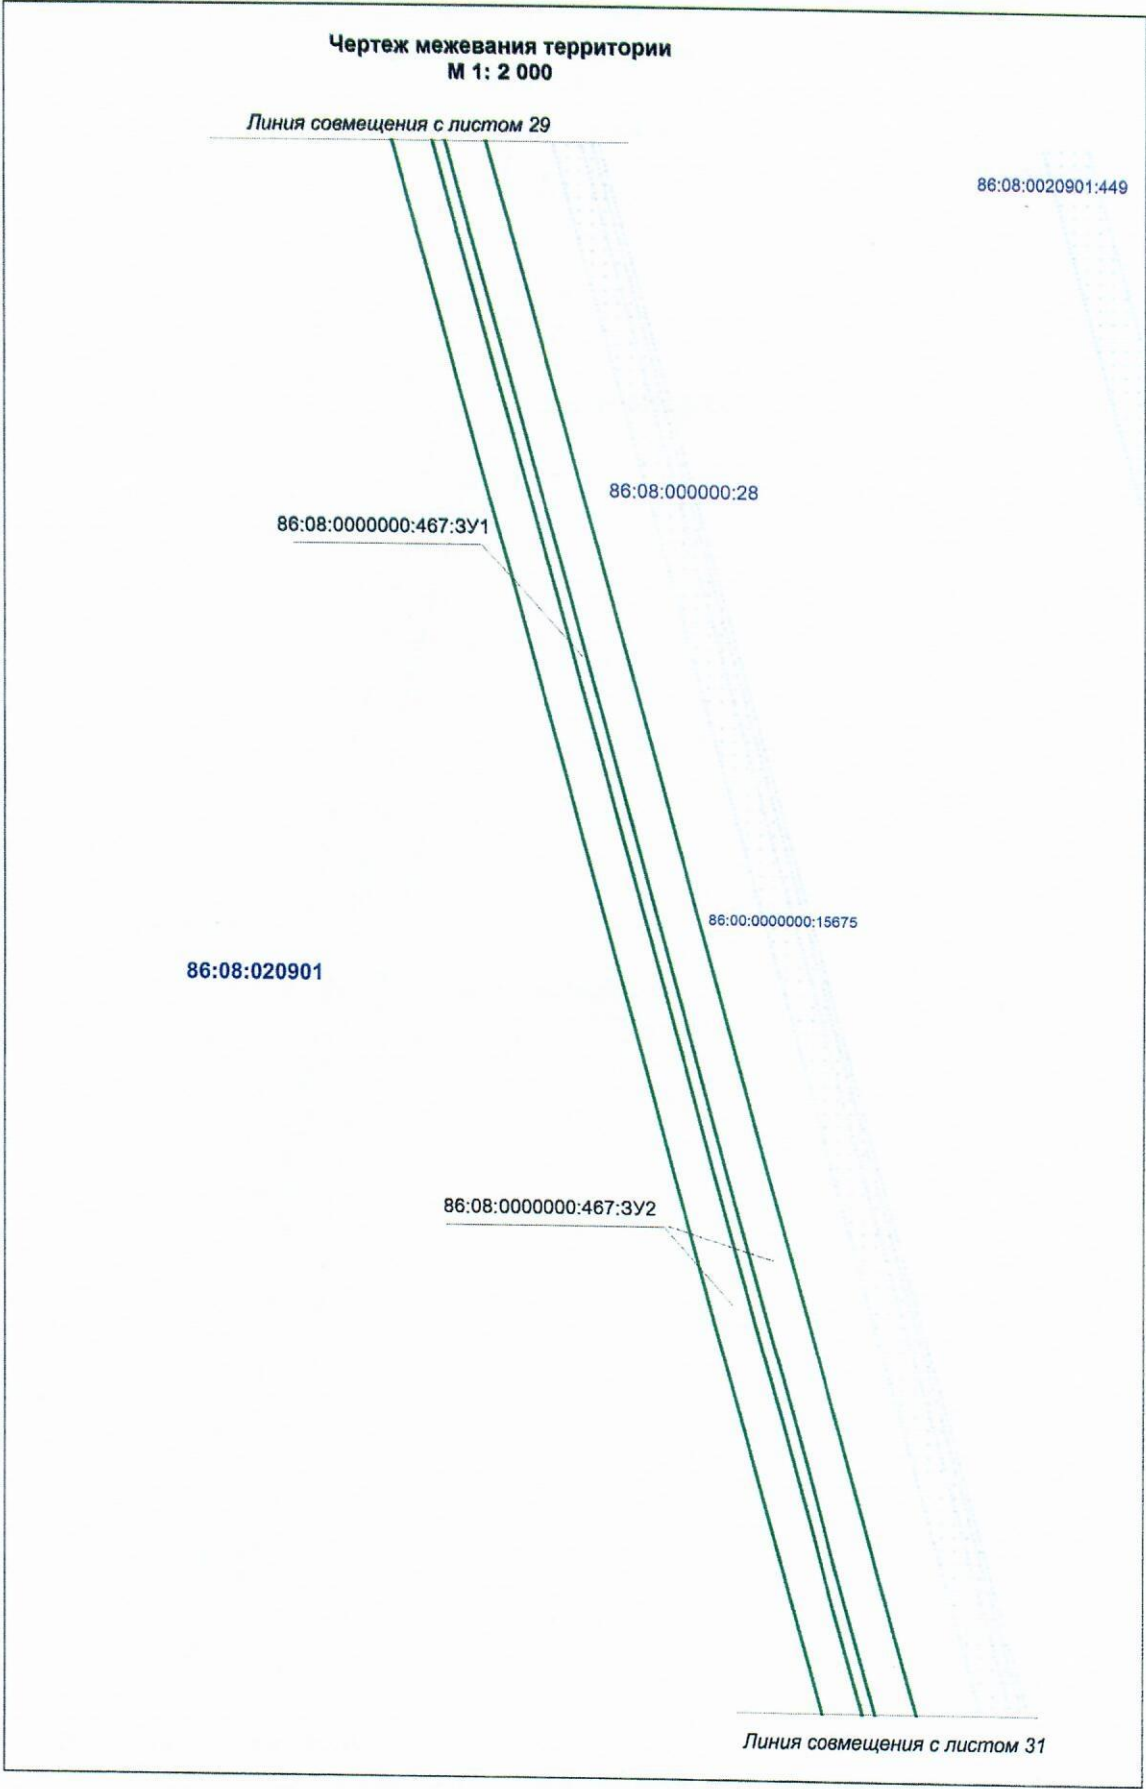 Чертеж межевания территории
М 1: 2 000
Линия совмещения с листом 29
86:08:0020901:449
86:08:000000:28
86:08:0000000:467:ЗУ1
86:00:0000000:15675
86:08:020901
86:08:0000000:467:ЗУ2
Линия совмещения с листом 31